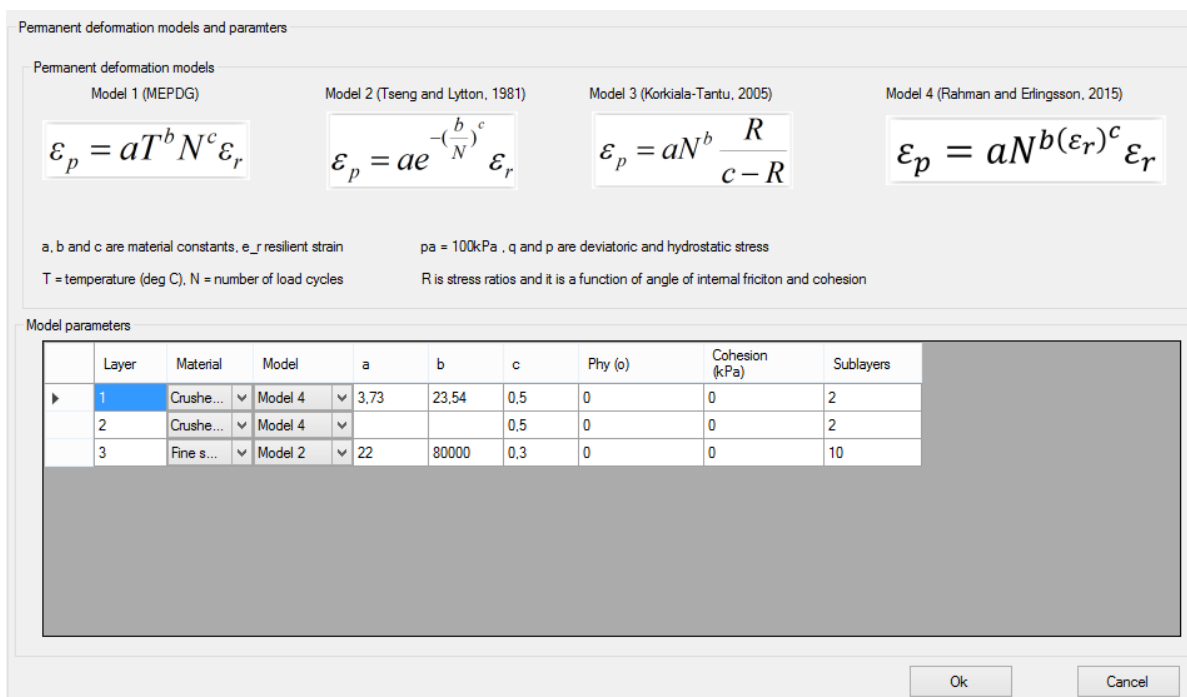 Permanent deformation models and paramters
Permanent deformation models
Model 1 (MEPDG) Model 2 (Tseng and Lytton, 1981) Model 3 (Korkiala-Tantu, 2005) Model 4 (Rahman and Erlingsson, 2015)
ε_p = aT^b N^c ε_r
ε_p = ae^{-(b/N)^c} ε_r
ε_p = aN^b R/(c − R)
ε_p = aN^{b(ε_r)^c} ε_r
a, b and c are material constants, e_r resilient strain pa = 100kPa , q and p are deviatoric and hydrostatic stress
T = temperature (deg C), N = number of load cycles R is stress ratios and it is a function of angle of internal friciton and cohesion
Model parameters
Layer Material Model a b c Phy (o) Cohesion (kPa) Sublayers
1 Crushe... Model 4 3,73 23,54 0,5 0 0 2
2 Crushe... Model 4 0,5 0 0 2
3 Fine s... Model 2 22 80000 0,3 0 0 10
Ok Cancel